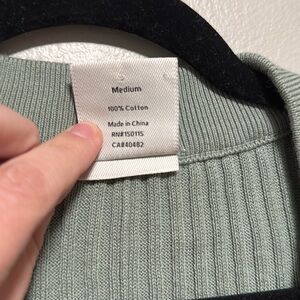 Medium
100% Cotton
Made in China
RN#150115
CA#40482